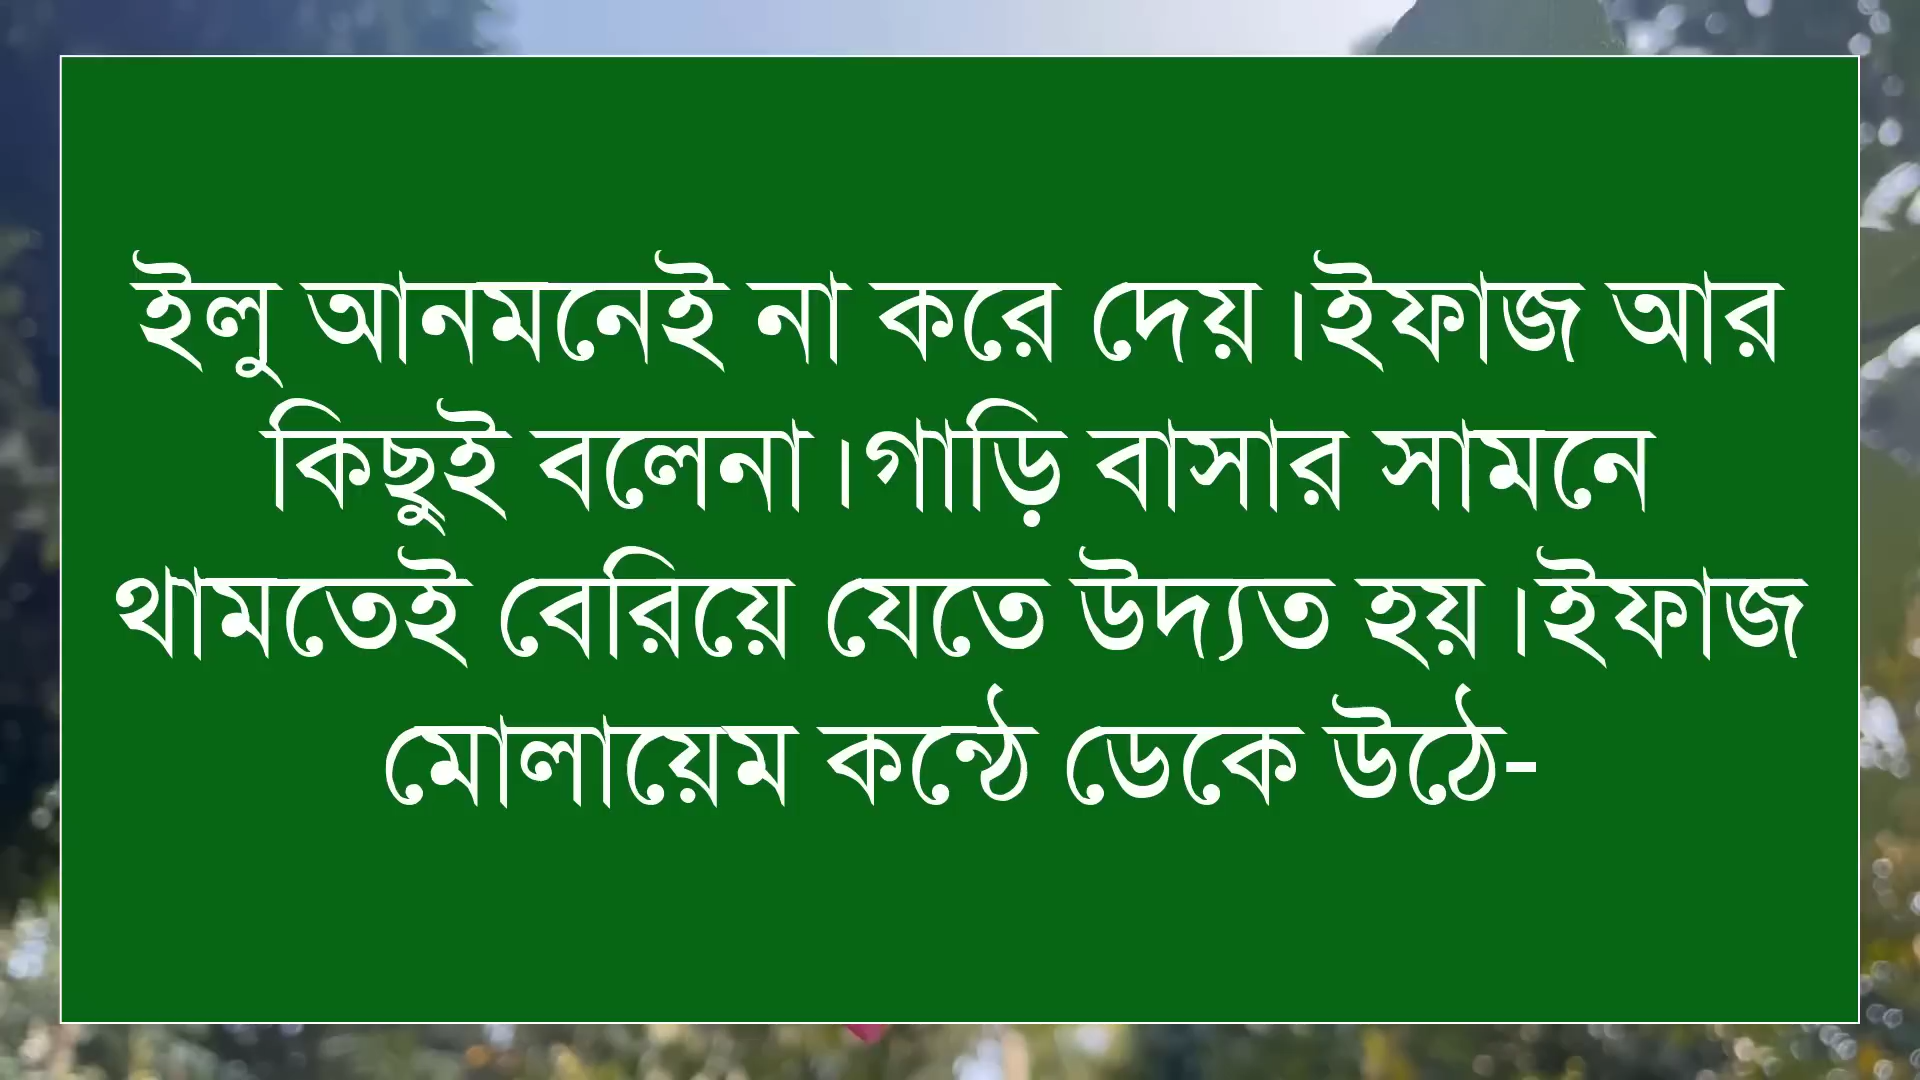 ইলু আনমনেই না করে দেয়।ইফাজ আর
কিছুই বলেনা।গাড়ি বাসার সামনে
থামতেই বেরিয়ে যেতে উদ্যত হয়।ইফাজ
মোলায়েম কন্ঠে ডেকে উঠে-